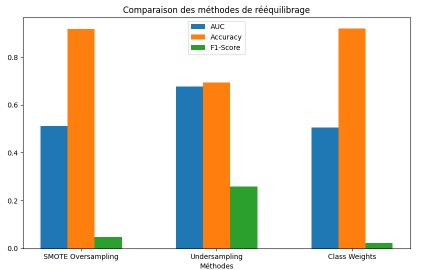 Comparaison des méthodes de rééquilibrage
AUC
Accuracy
F1-Score
0.8
0.6
0.4
0.2
0.0
SMOTE Oversampling
Undersampling
Class Weights
Méthodes